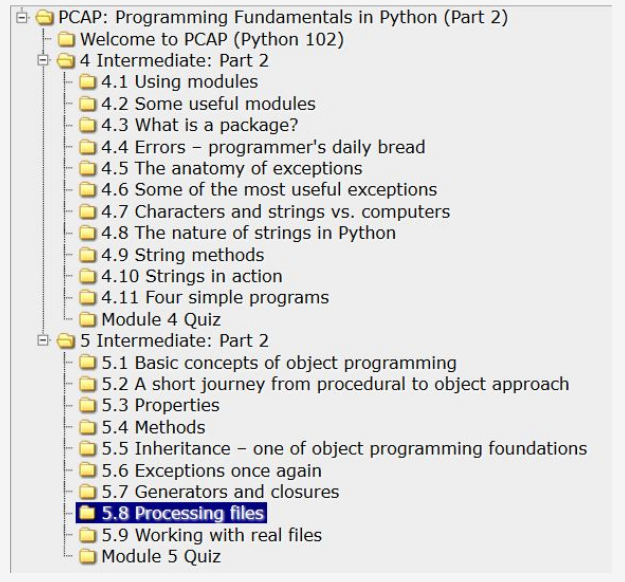 PCAP: Programming Fundamentals in Python (Part 2)
Welcome to PCAP (Python 102)
4 Intermediate: Part 2
4.1 Using modules
4.2 Some useful modules
4.3 What is a package?
4.4 Errors – programmer's daily bread
4.5 The anatomy of exceptions
4.6 Some of the most useful exceptions
4.7 Characters and strings vs. computers
4.8 The nature of strings in Python
4.9 String methods
4.10 Strings in action
4.11 Four simple programs
Module 4 Quiz
5 Intermediate: Part 2
5.1 Basic concepts of object programming
5.2 A short journey from procedural to object approach
5.3 Properties
5.4 Methods
5.5 Inheritance – one of object programming foundations
5.6 Exceptions once again
5.7 Generators and closures
5.8 Processing files
5.9 Working with real files
Module 5 Quiz